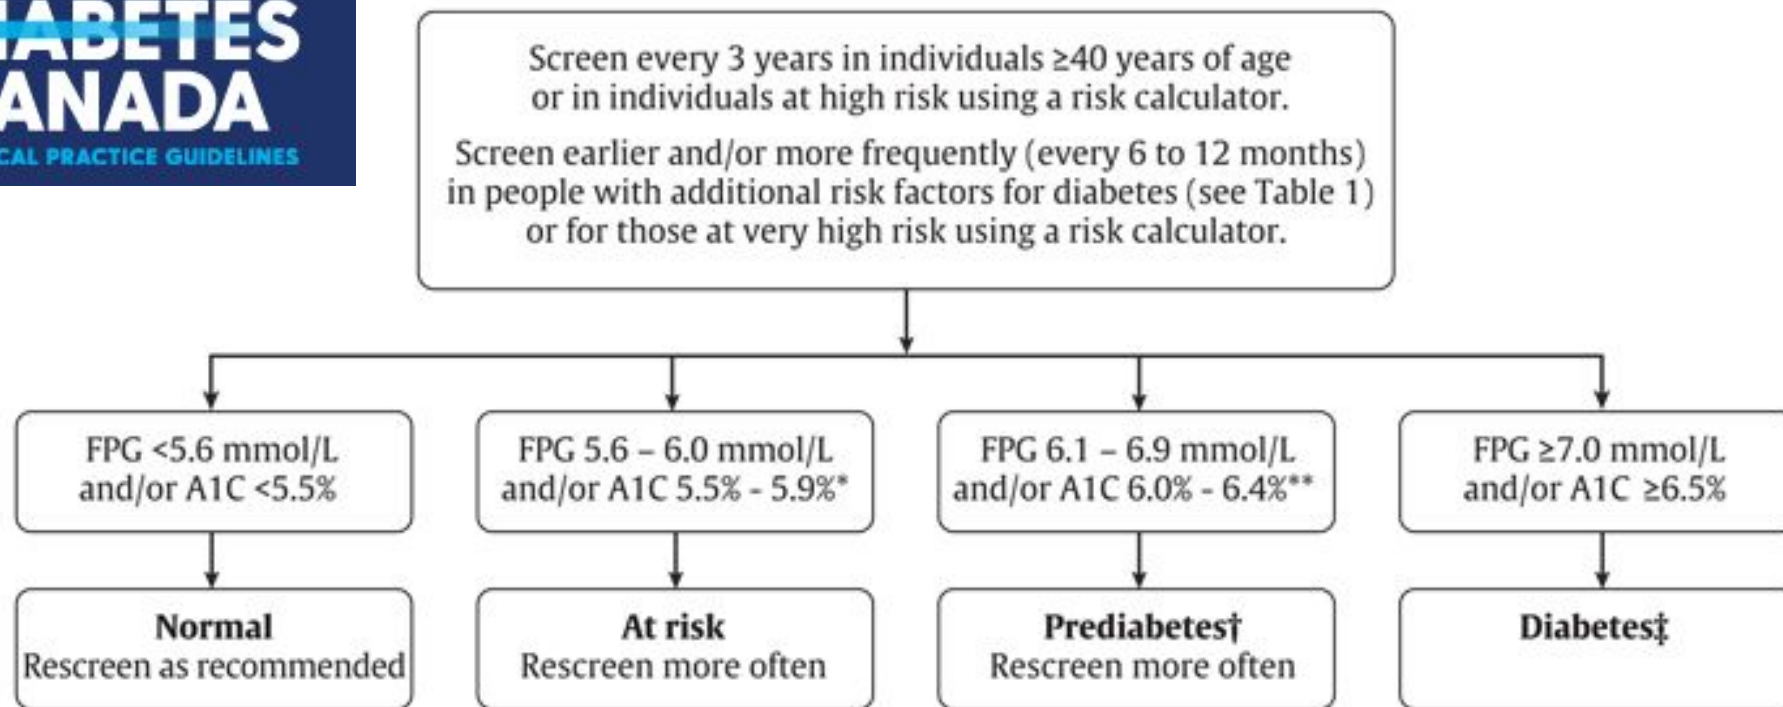 IABETES
ANADA
CAL PRACTICE GUIDELINES
Screen every 3 years in individuals ≥40 years of age
or in individuals at high risk using a risk calculator.
Screen earlier and/or more frequently (every 6 to 12 months)
in people with additional risk factors for diabetes (see Table 1)
or for those at very high risk using a risk calculator.
FPG <5.6 mmol/L
and/or A1C <5.5%
FPG 5.6 – 6.0 mmol/L
and/or A1C 5.5% - 5.9%*
FPG 6.1 – 6.9 mmol/L
and/or A1C 6.0% - 6.4%**
FPG ≥7.0 mmol/L
and/or A1C ≥6.5%
Normal
Rescreen as recommended
At risk
Rescreen more often
Prediabetes†
Rescreen more often
Diabetes‡